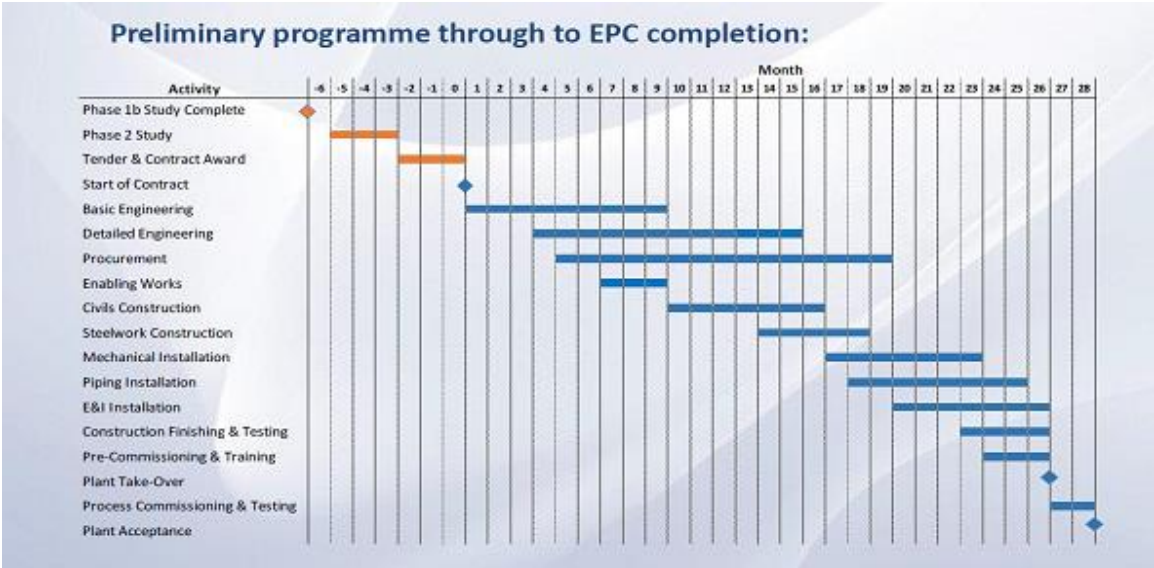 Preliminary programme through to EPC completion:
Month
Activity -6 -5 -4 -3 -2 -1 0 1 2 3 4 5 6 7 8 9 10 11 12 13 14 15 16 17 18 19 20 21 22 23 24 25 26 27 28
Phase 1b Study Complete
Phase 2 Study
Tender & Contract Award
Start of Contract
Basic Engineering
Detailed Engineering
Procurement
Enabling Works
Civils Construction
Steelwork Construction
Mechanical Installation
Piping Installation
E&I Installation
Construction Finishing & Testing
Pre-Commissioning & Training
Plant Take-Over
Process Commissioning & Testing
Plant Acceptance